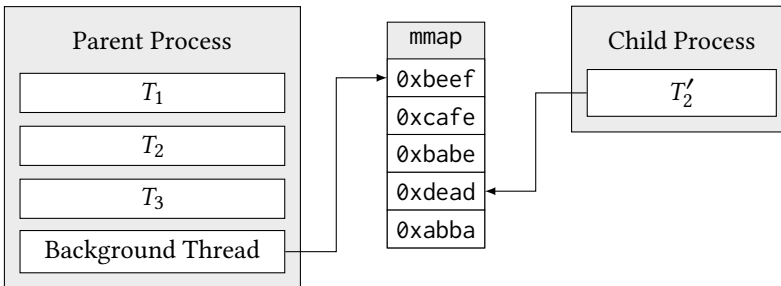 Parent Process
T1
T2
T3
Background Thread
mmap
0xbeef
0xcafe
0xbabe
0xdead
0xabba
Child Process
T2′